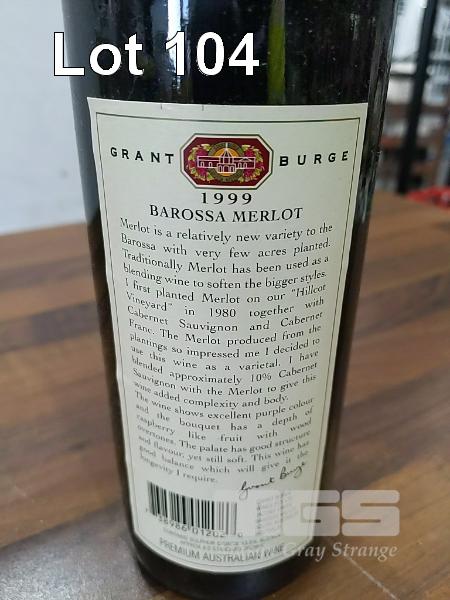 Lot 104
GRANT BURGE
1999
BAROSSA MERLOT
Merlot is a relatively new variety to the
Barossa with very few acres planted.
Traditionally Merlot has been used as a
blending wine to soften the bigger styles.
I first planted Merlot on our "Hillcot
Vineyard" in 1980 together with
Cabernet Sauvignon and Cabernet
Franc. The Merlot produced from the
plantings so impressed me I decided to
use this wine as a varietal. I have
blended approximately 10% Cabernet
Sauvignon with the Merlot to give this
wine added complexity and body.
The wine shows excellent purple colour
and the bouquet has a depth of
raspberry like fruit with wood
overtones. The palate has good structure
and flavour; yet still soft. This wine has
good balance which will give it the
longevity I require.
Grant Burge
GS
Gray Strange
PREMIUM AUSTRALIAN WINE